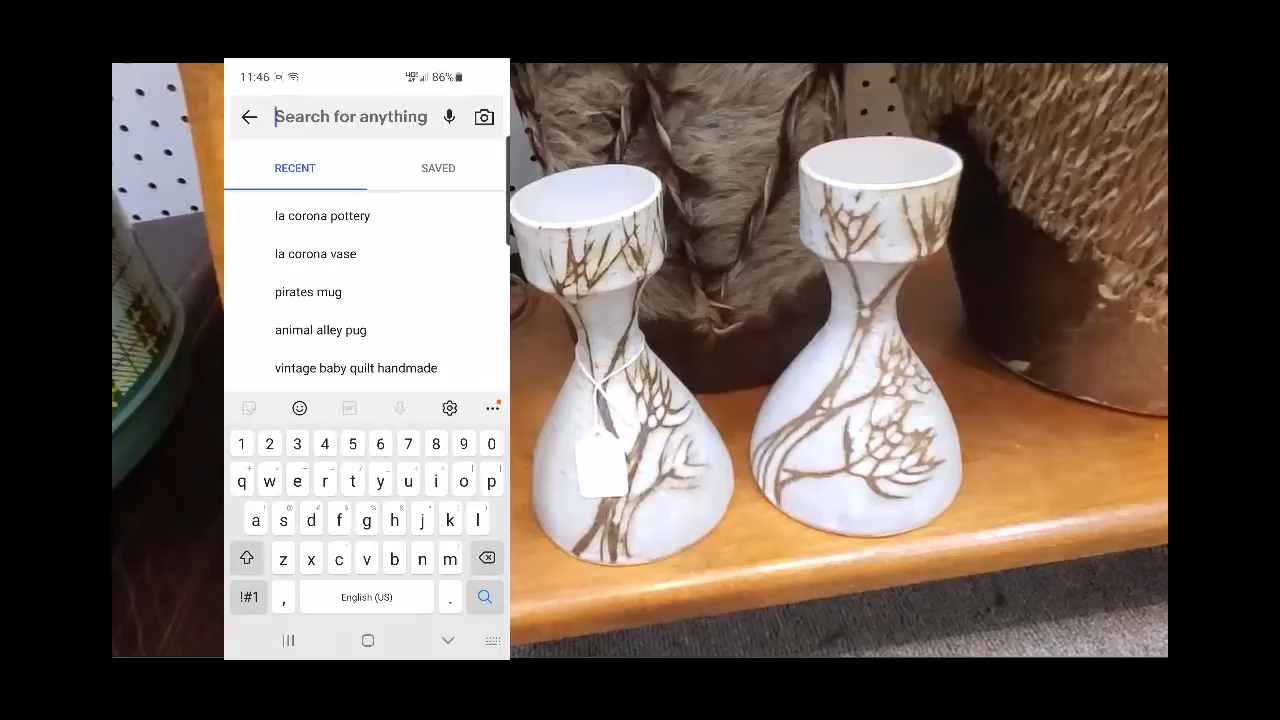 11:46
86%
Search for anything
RECENT SAVED
la corona pottery
la corona vase
pirates mug
animal alley pug
vintage baby quilt handmade
1 2 3 4 5 6 7 8 9 0
q w e r t y u i o p
a s d f g h j k l
z x c v b n m
!#1 , English (US) .